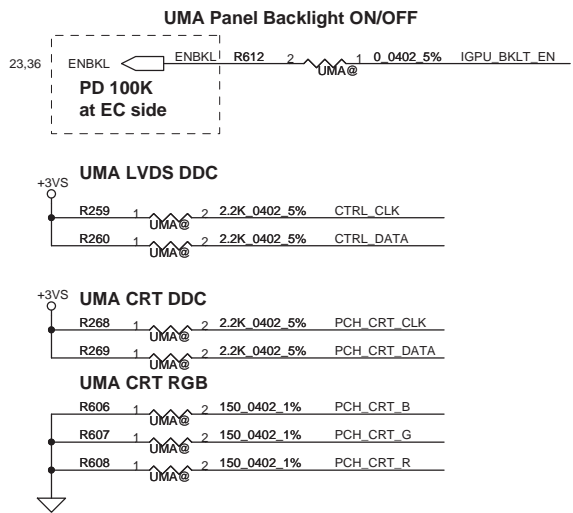 UMA Panel Backlight ON/OFF
23,36 ENBKL ENBKL R612 2 1 0_0402_5% IGPU_BKLT_EN
UMA@
PD 100K
at EC side
UMA LVDS DDC
+3VS
R259 1 2 2.2K_0402_5% CTRL_CLK
UMA@
R260 1 2 2.2K_0402_5% CTRL_DATA
UMA@
+3VS UMA CRT DDC
R268 1 2 2.2K_0402_5% PCH_CRT_CLK
UMA@
R269 1 2 2.2K_0402_5% PCH_CRT_DATA
UMA@
UMA CRT RGB
R606 1 2 150_0402_1% PCH_CRT_B
UMA@
R607 1 2 150_0402_1% PCH_CRT_G
UMA@
R608 1 2 150_0402_1% PCH_CRT_R
UMA@